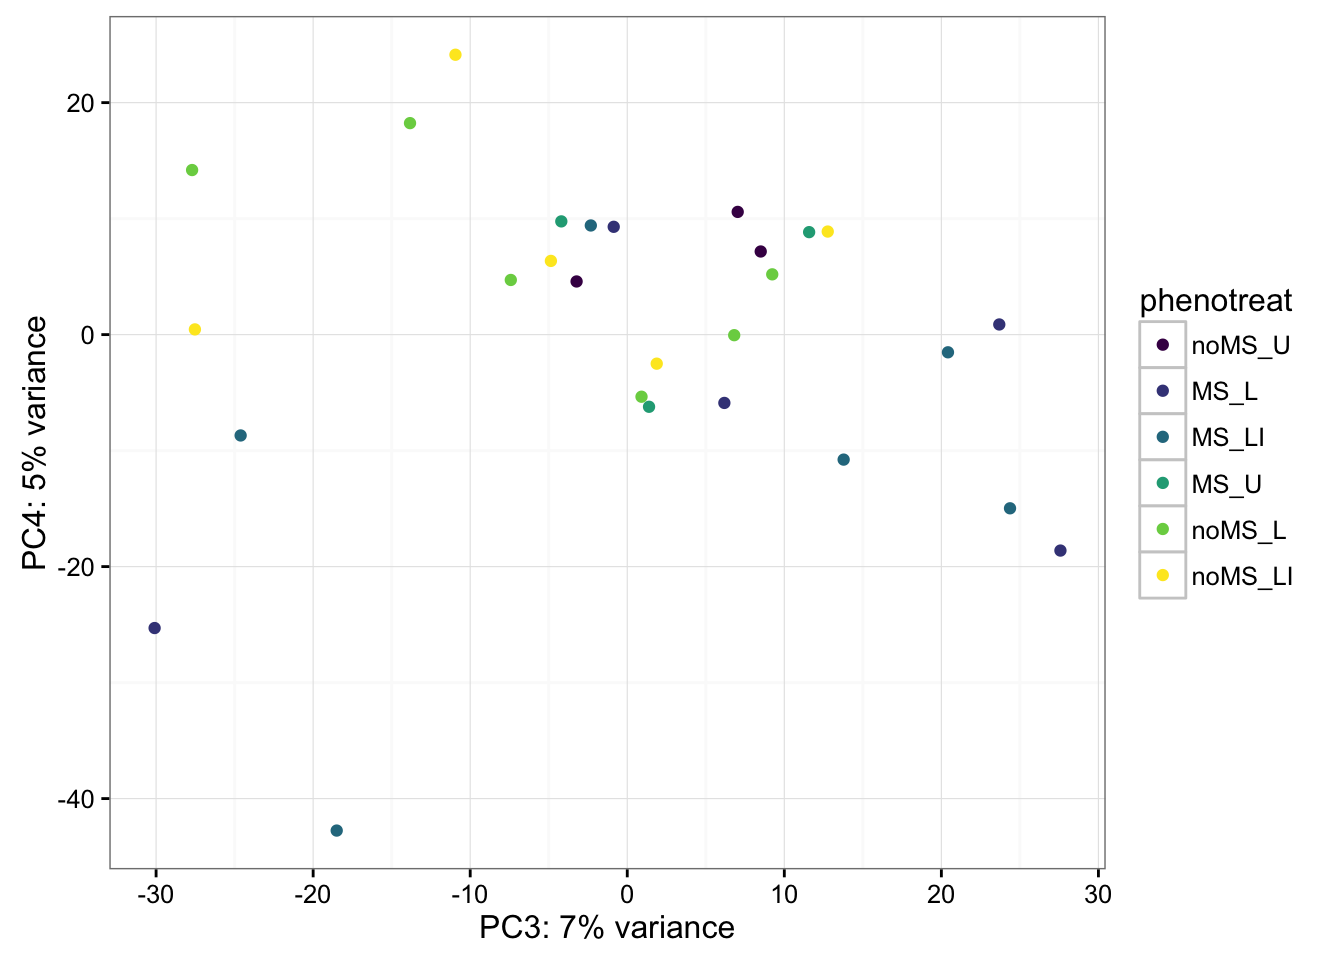 20
0
-20
-40
PC4: 5% variance
-30
-20
-10
0
10
20
30
PC3: 7% variance
phenotreat
noMS_U
MS_L
MS_LI
MS_U
noMS_L
noMS_LI